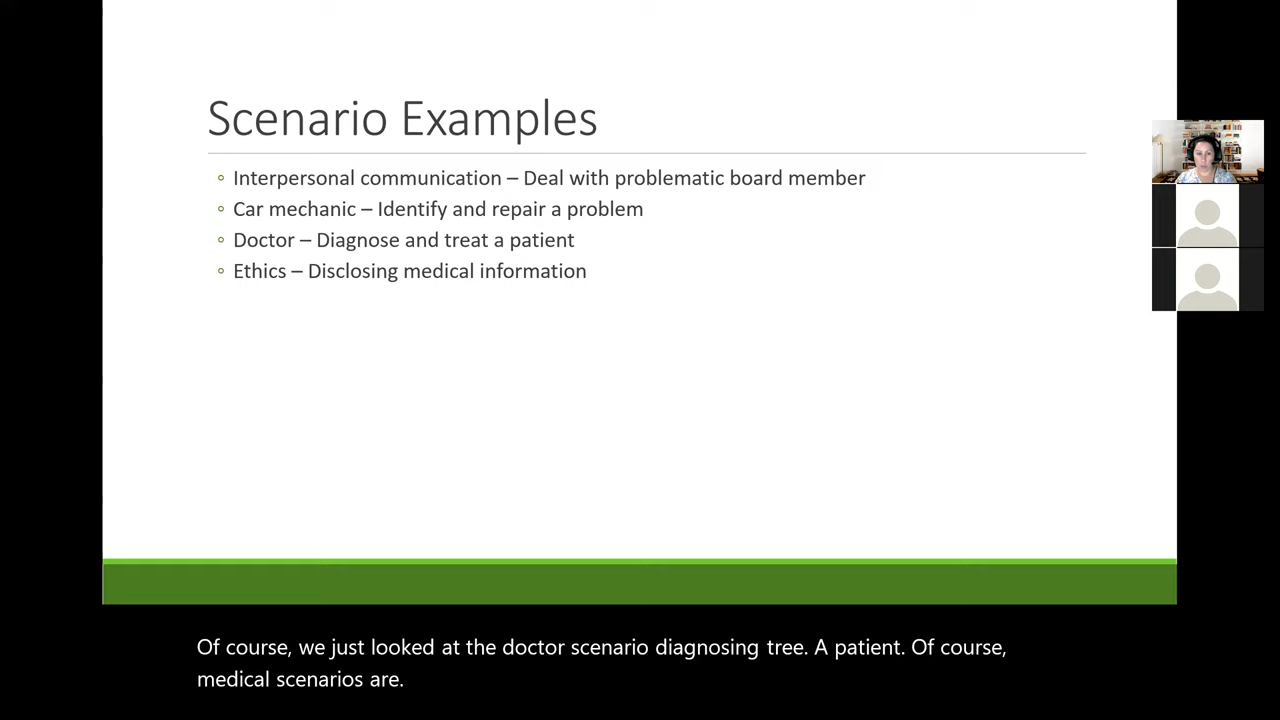 Scenario Examples
◦ Interpersonal communication – Deal with problematic board member
◦ Car mechanic – Identify and repair a problem
◦ Doctor – Diagnose and treat a patient
◦ Ethics – Disclosing medical information
Of course, we just looked at the doctor scenario diagnosing tree. A patient. Of course,
medical scenarios are.